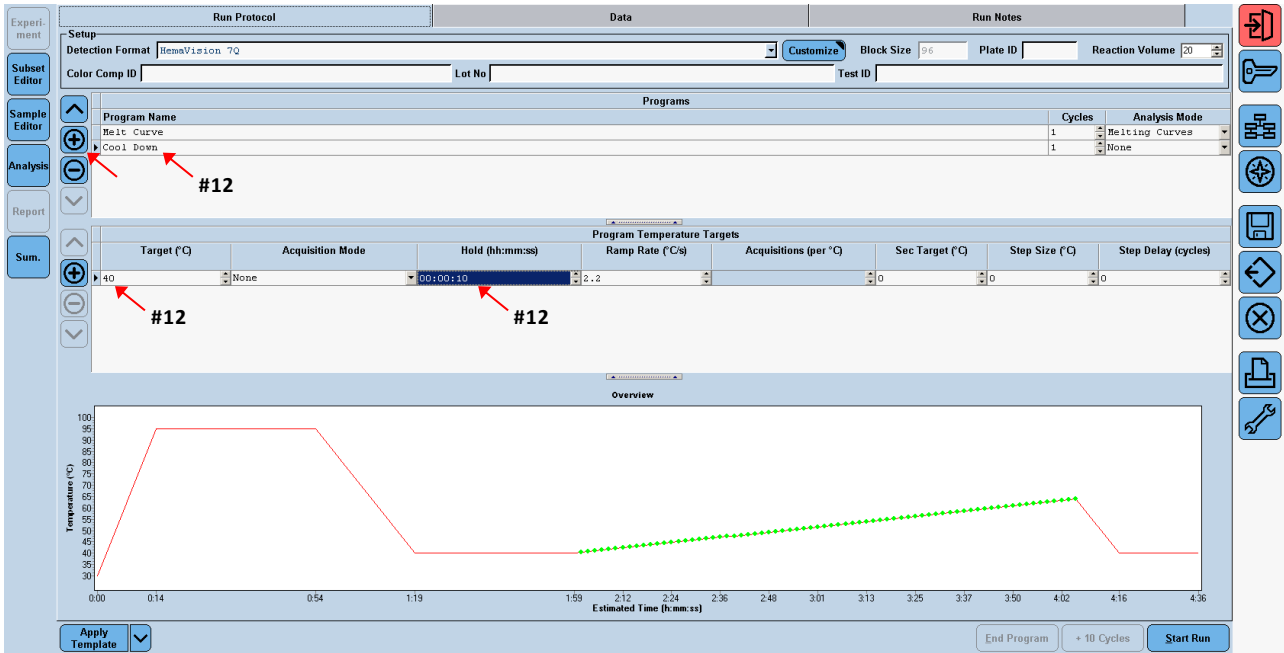 Experi-
ment
Subset
Editor
Sample
Editor
Analysis
Report
Sum.
Run Protocol Data Run Notes
Setup
Detection Format HemaVision 7Q Customize Block Size 96 Plate ID Reaction Volume 20
Color Comp ID Lot No Test ID
Programs
Program Name Cycles Analysis Mode
Melt Curve 1 Melting Curves
Cool Down 1 None
#12
Program Temperature Targets
Target (°C) Acquisition Mode Hold (hh:mm:ss) Ramp Rate (°C/s) Acquisitions (per °C) Sec Target (°C) Step Size (°C) Step Delay (cycles)
40 None 00:00:10 2.2 0 0 0
#12 #12
Overview
Temperature (°C)
100
95
90
85
80
75
70
65
60
55
50
45
40
35
30
0:00 0:14 0:54 1:19 1:59 2:12 2:24 2:36 2:48 3:01 3:13 3:25 3:37 3:50 4:02 4:16 4:36
Estimated Time (h:mm:ss)
Apply
Template
End Program + 10 Cycles Start Run